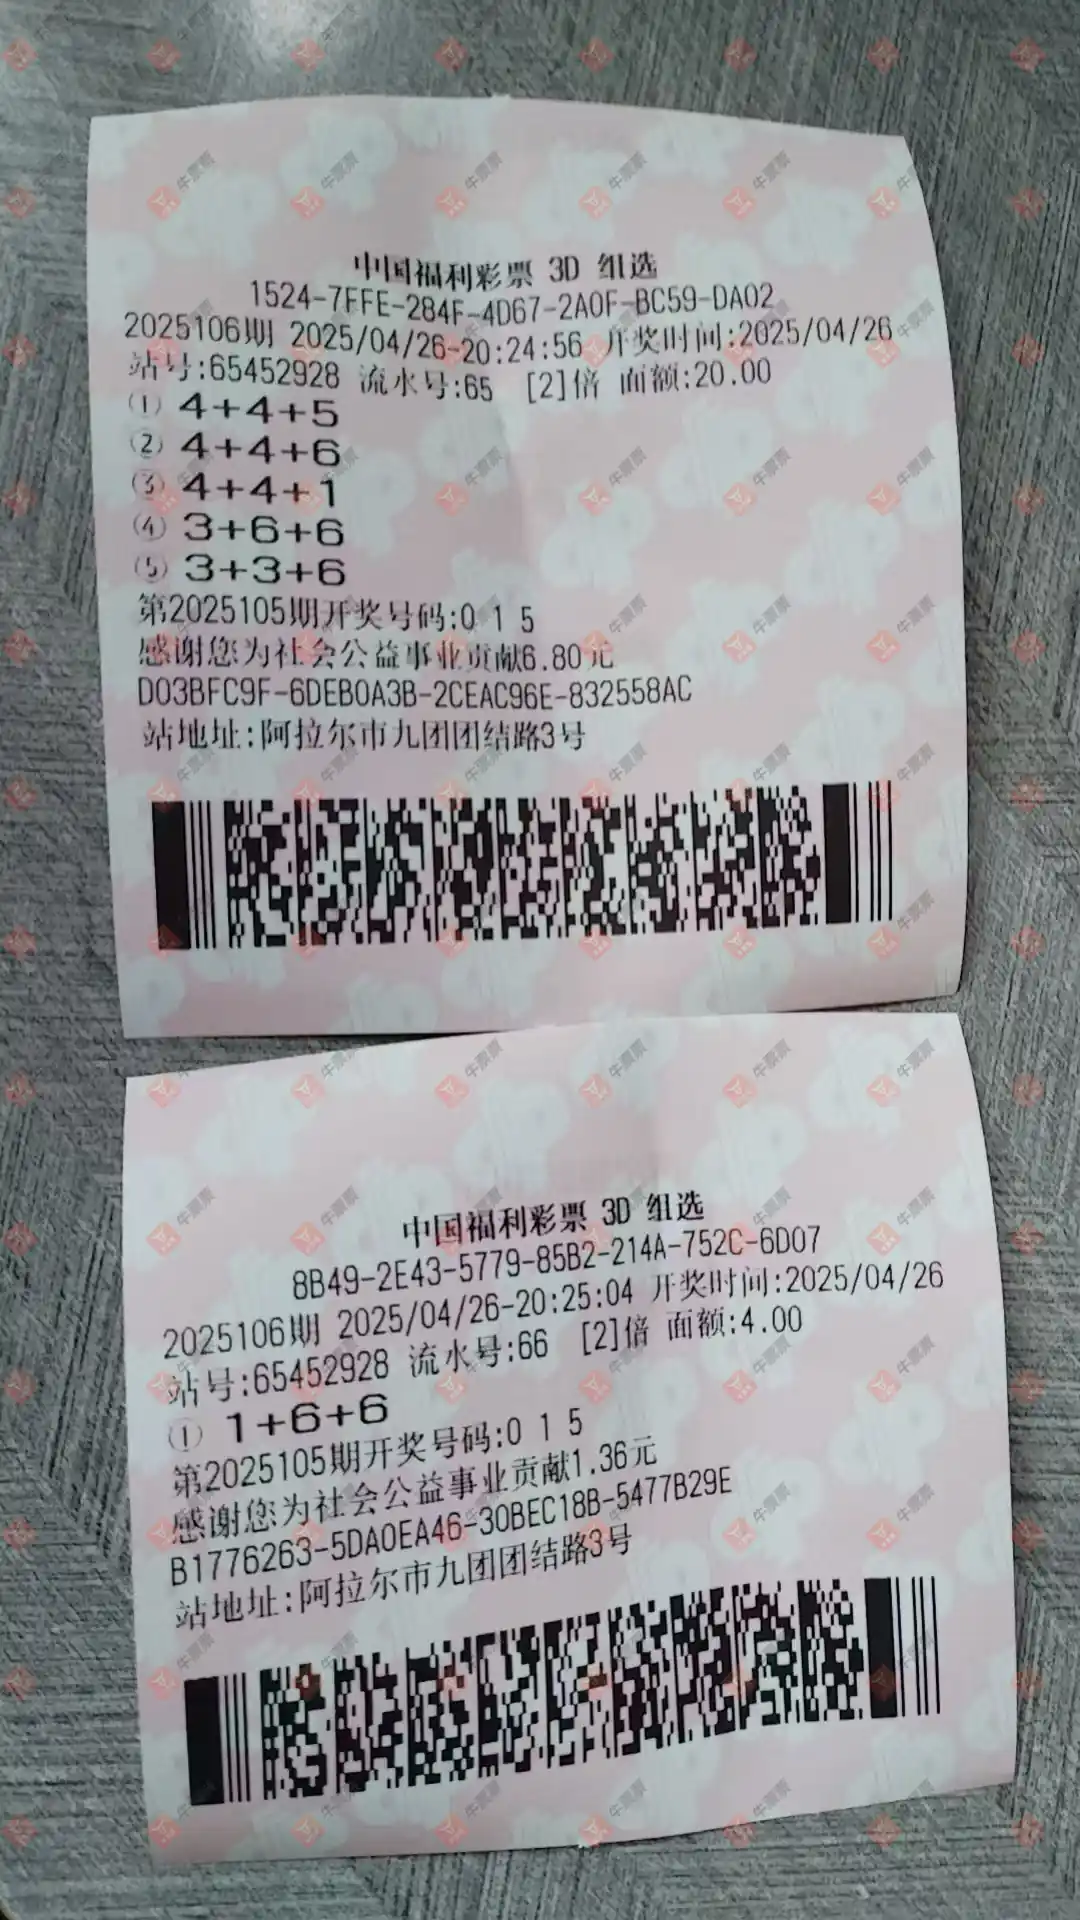 中国福利彩票 3D 组选
1524-7FFE-284F-4D67-2A0F-BC59-DA02
2025106期 2025/04/26-20:24:56 开奖时间:2025/04/26
站号:65452928 流水号:65 [2]倍 面额:20.00
① 4+4+5
② 4+4+6
③ 4+4+1
④ 3+6+6
⑤ 3+3+6
第2025105期开奖号码:0 1 5
感谢您为社会公益事业贡献6.80元
D03BFC9F-6DEB0A3B-2CEAC96E-832558AC
站地址:阿拉尔市九团团结路3号
中国福利彩票 3D 组选
8B49-2E43-5779-85B2-214A-752C-6D07
2025106期 2025/04/26-20:25:04 开奖时间:2025/04/26
站号:65452928 流水号:66 [2]倍 面额:4.00
① 1+6+6
第2025105期开奖号码:0 1 5
感谢您为社会公益事业贡献1.36元
B1776263-5DA0EA46-30BEC18B-5477B29E
站地址:阿拉尔市九团团结路3号